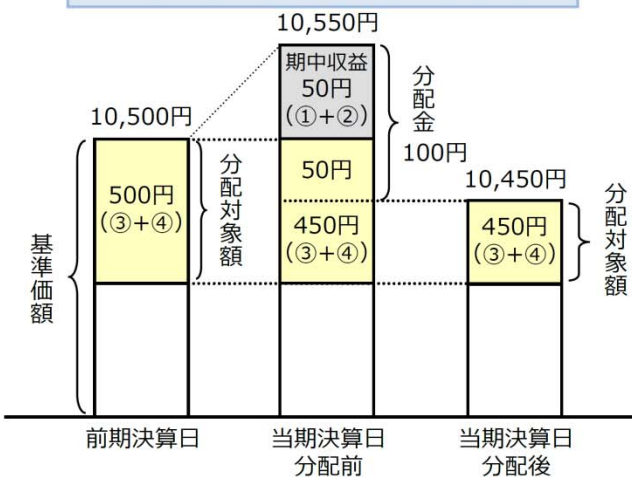 10,550円
期中収益
50円
(①+②)
分配金
100円
10,500円
500円
(③+④)
分配対象額
50円
450円
(③+④)
10,450円
450円
(③+④)
分配対象額
基準価額
前期決算日
当期決算日
分配前
当期決算日
分配後